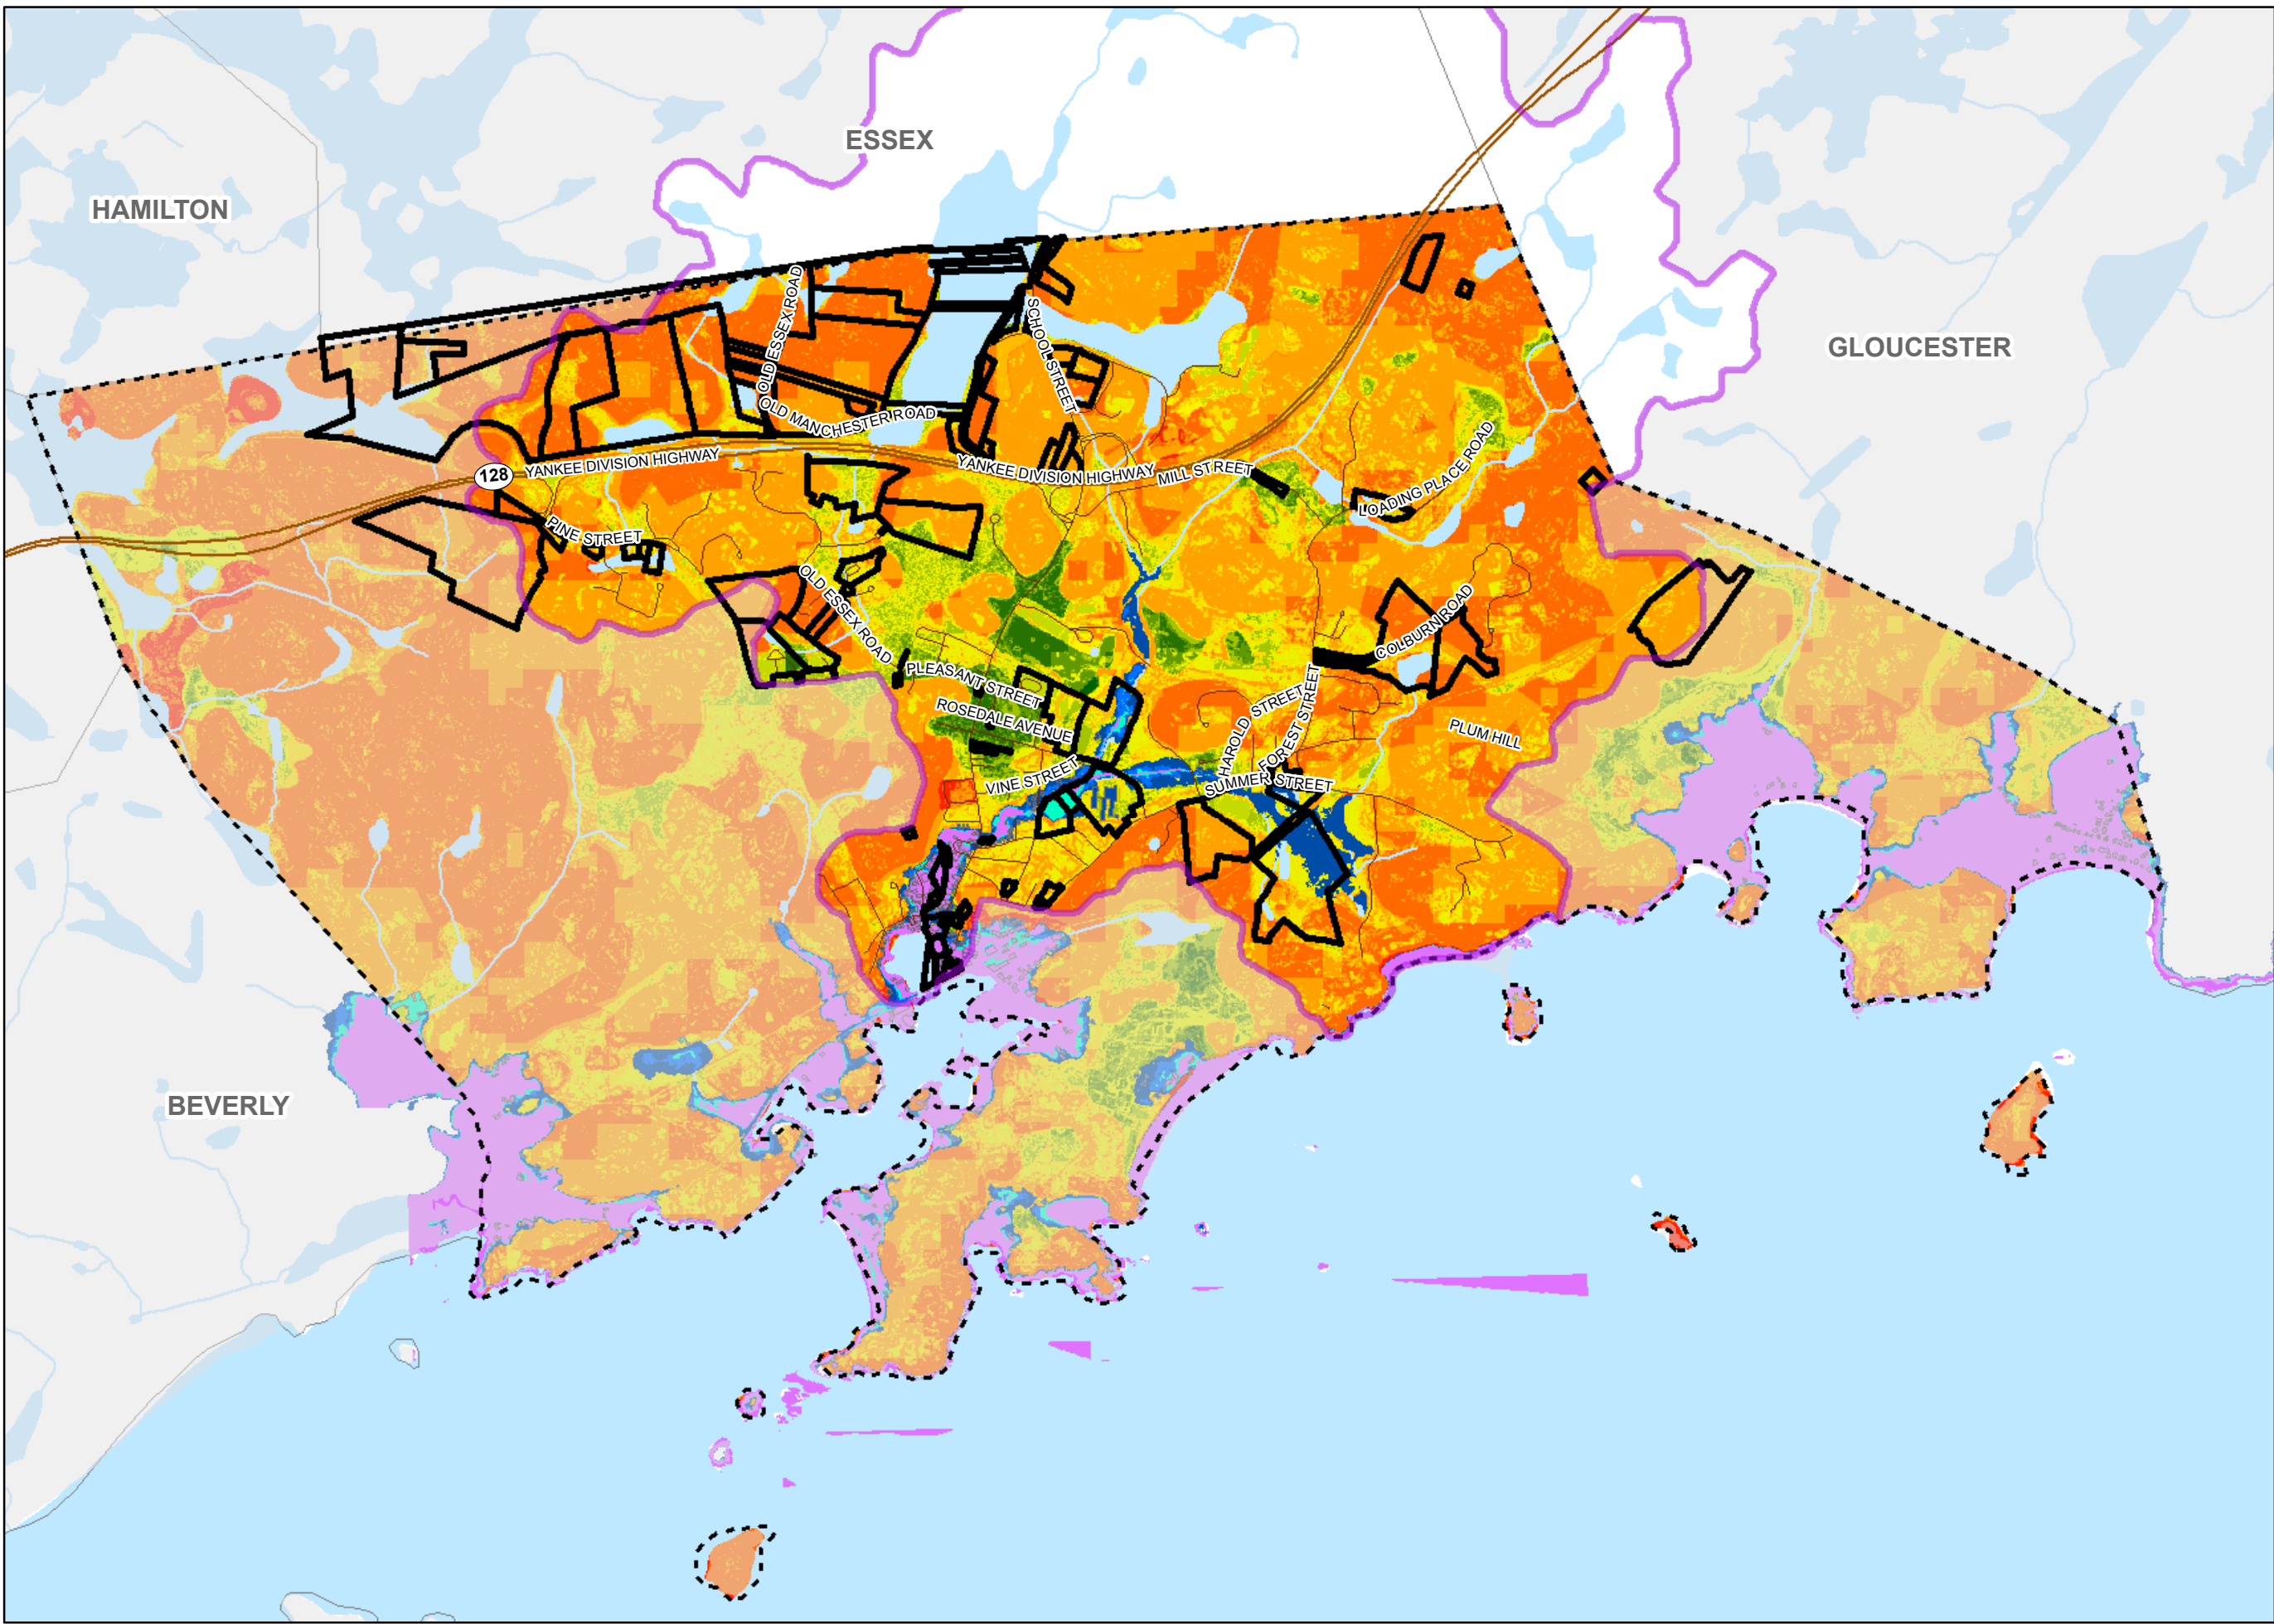 ESSEX
HAMILTON
GLOUCESTER
OLD ESSEX ROAD
SCHOOL STREET
OLD MANCHESTER ROAD
128
YANKEE DIVISION HIGHWAY
YANKEE DIVISION HIGHWAY
MILL STREET
LOADING PLACE ROAD
PINE STREET
OLD ESSEX ROAD
COLBURN ROAD
PLEASANT STREET
ROSEDALE AVENUE
HAROLD STREET
FOREST STREET
PLUM HILL
VINE STREET
SUMMER STREET
BEVERLY